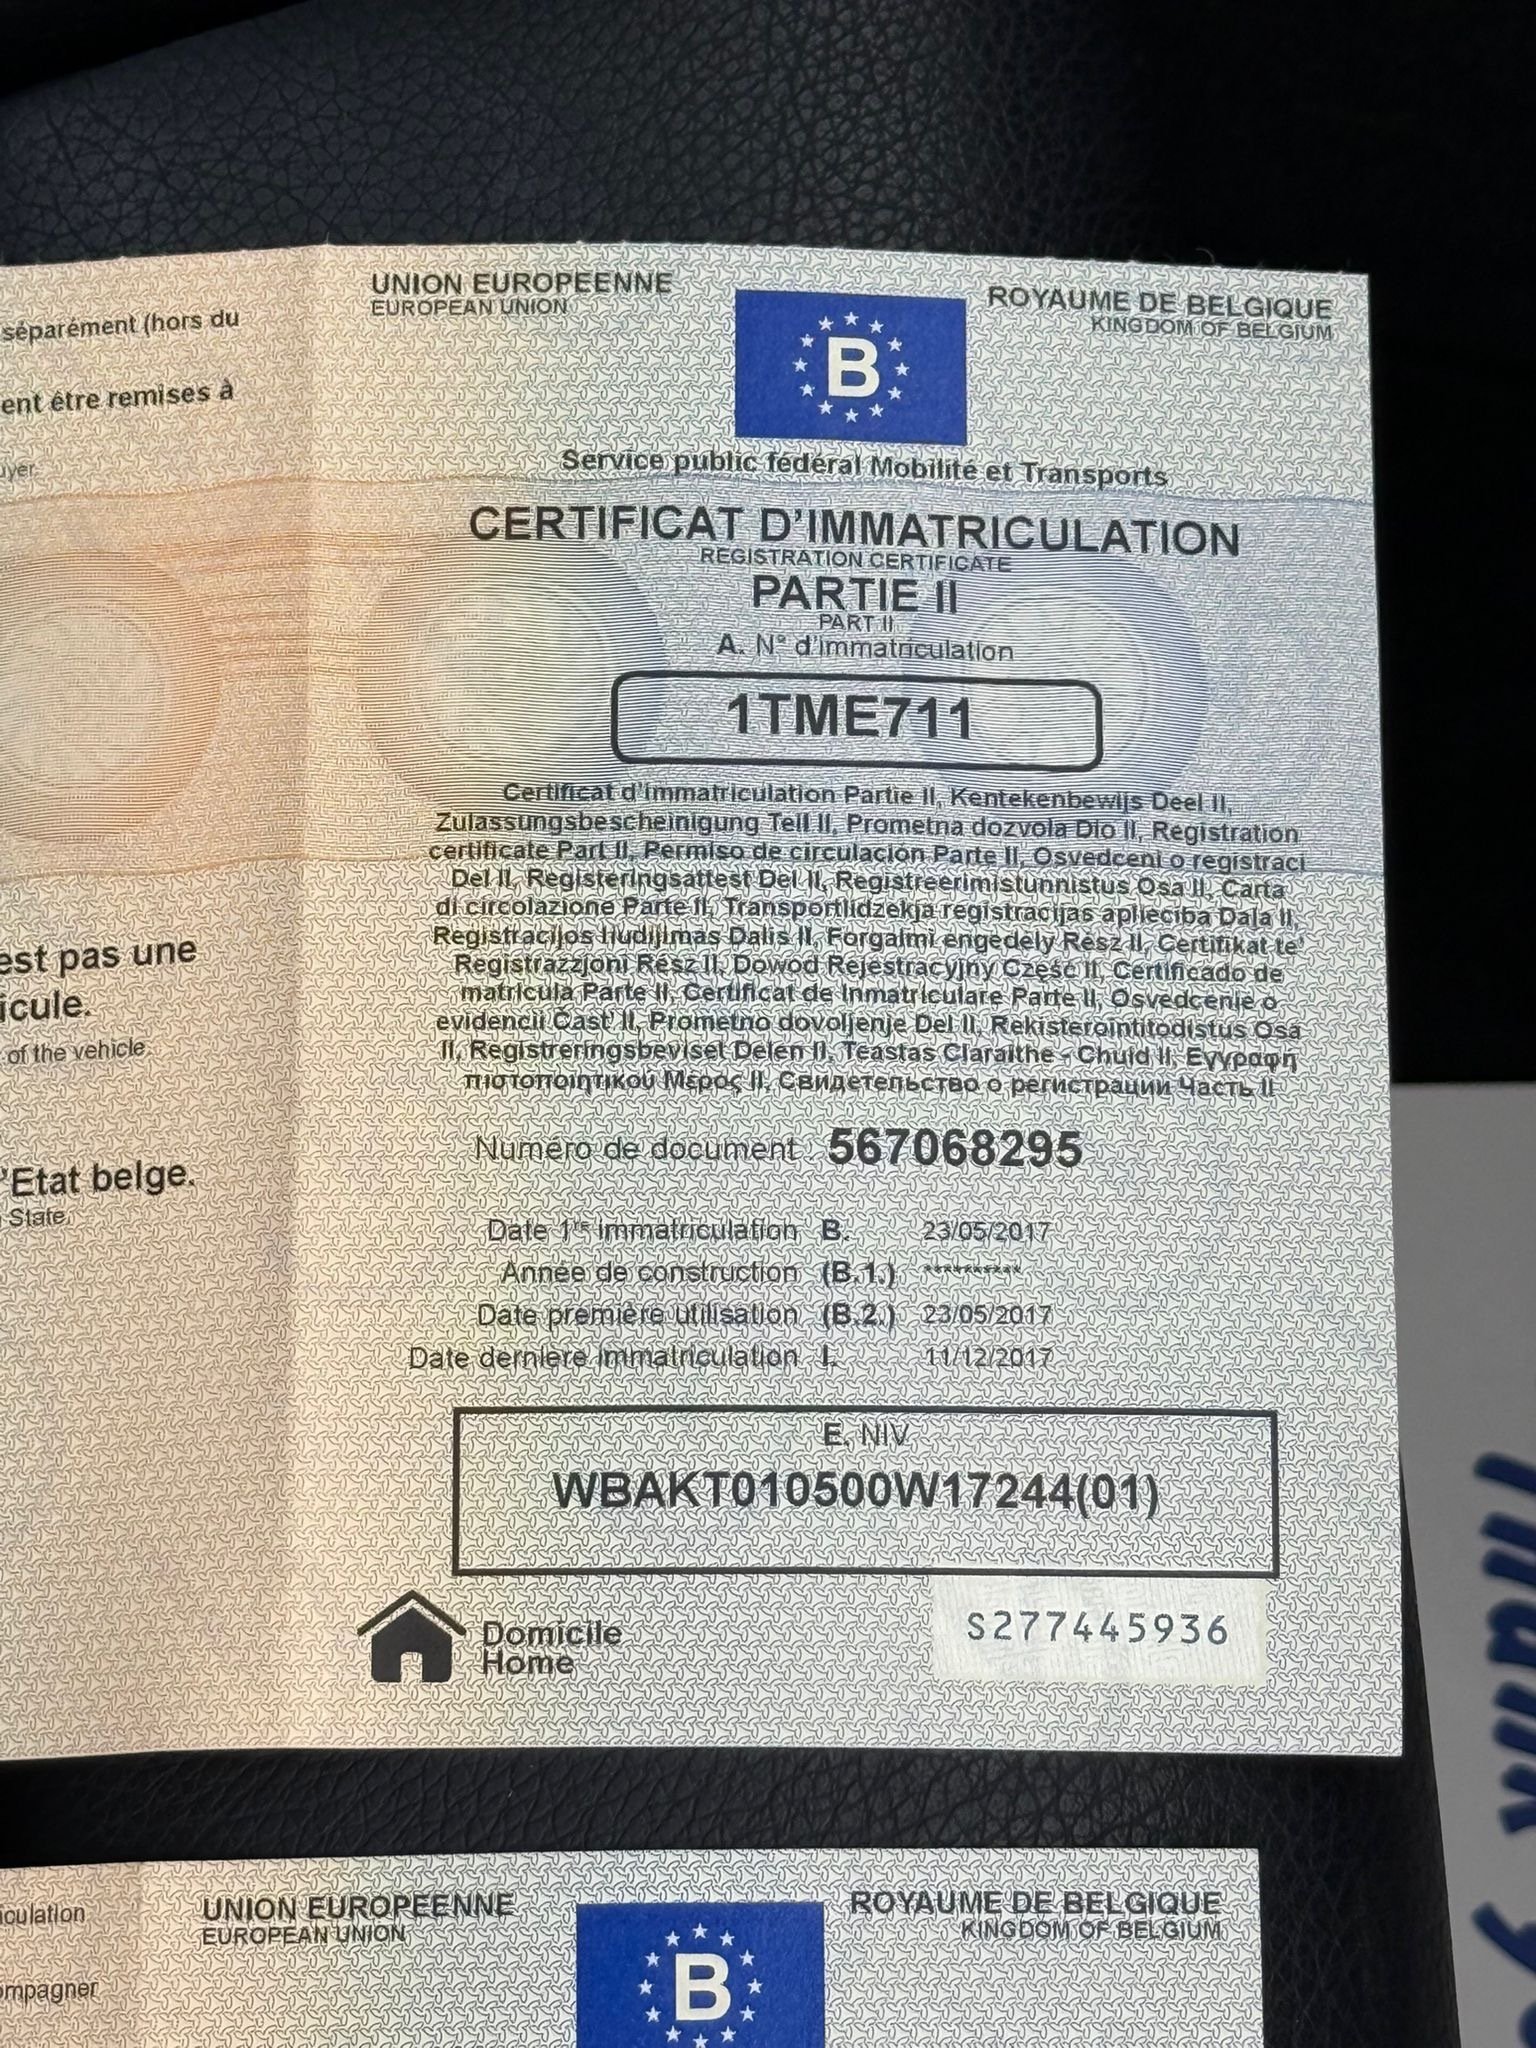 séparément (hors du
ent être remises à
uyer.
est pas une
icule.
of the vehicle
'Etat belge.
State.
UNION EUROPEENNE
EUROPEAN UNION
B
ROYAUME DE BELGIQUE
KINGDOM OF BELGIUM
Service public fédéral Mobilité et Transports
CERTIFICAT D'IMMATRICULATION
REGISTRATION CERTIFICATE
PARTIE II
PART II
A. N° d'immatriculation
1TME711
Certificat d'immatriculation Partie II, Kentekenbewijs Deel II,
Zulassungsbescheinigung Teil II, Prometna dozvola Dio II, Registration
certificate Part II, Permiso de circulación Parte II, Osvedceni o registraci
Del II, Registeringsattest Del II, Registreerimistunnistus Osa II, Carta
di circolazione Parte II, Transportlidzekja registracijas aplieciba Daļa II,
Registracijos liudijimas Dalis II, Forgalmi engedely Rész II, Certifikat te'
Registrazzjoni Resz II, Dowod Rejestracyjny Część II, Certificado de
matricula Parte II, Certificat de Inmatriculare Parte II, Osvedcenie o
evidencii Čast' II, Prometno dovoljenje Del II, Rekisterointitodistus Osa
II, Registreringsbeviset Delen II, Teastas Claraithe - Chuid II, Εγγραφη
πιστοποιητικού Μέρος II, Свидетельство о регистрации Часть II
Numéro de document 567068295
Date 1re immatriculation B. 23/05/2017
Année de construction (B.1.) **********
Date première utilisation (B.2.) 23/05/2017
Date dernière immatriculation I. 11/12/2017
E. NIV
WBAKT010500W17244(01)
Domicile
Home
S277445936
Thank yo
iculation
ompagner
UNION EUROPEENNE
EUROPEAN UNION
B
ROYAUME DE BELGIQUE
KINGDOM OF BELGIUM